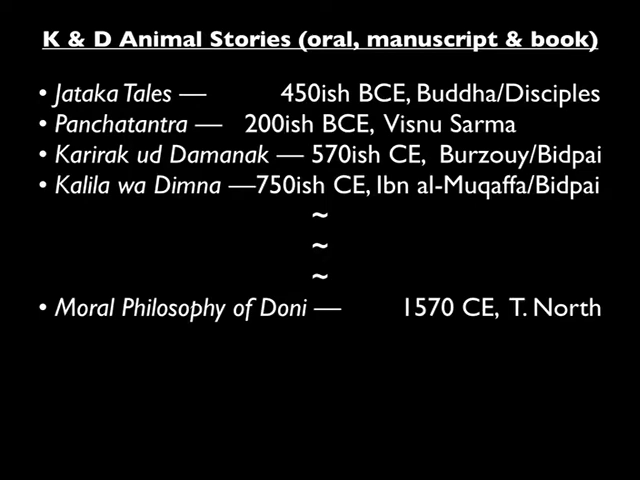 K & D Animal Stories (oral, manuscript & book)
• Jataka Tales — 450ish BCE, Buddha/Disciples
• Panchatantra — 200ish BCE, Visnu Sarma
• Karirak ud Damanak — 570ish CE, Burzouy/Bidpai
• Kalila wa Dimna —750ish CE, Ibn al-Muqaffa/Bidpai
~
~
~
• Moral Philosophy of Doni — 1570 CE, T. North